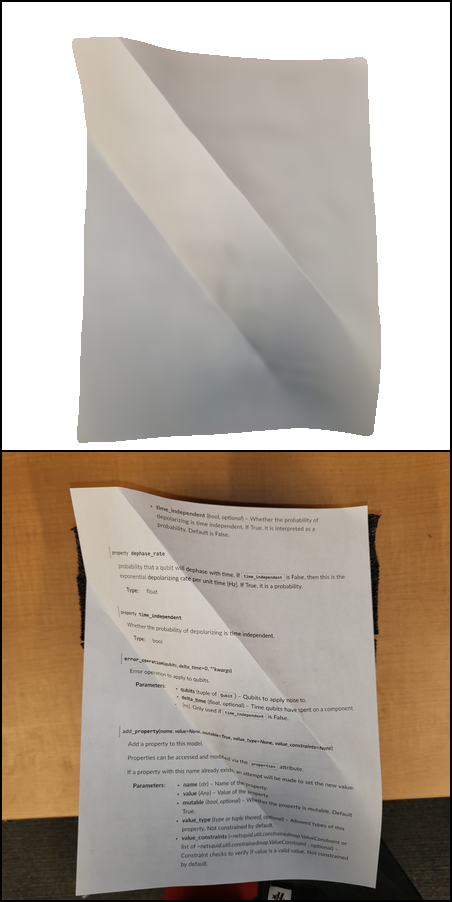 • time_independent (bool, optional) – Whether the probability of
depolarizing is time independent. If True, it is interpreted as a
probability. Default is False.
property dephase_rate
probability that a qubit will dephase with time. If time_independent is False, then this is the
exponential depolarizing rate per unit time [Hz]. If True, it is a probability.
Type: float
property time_independent
Whether the probability of depolarizing is time independent.
Type: bool
error_operation(qubits, delta_time=0, **kwargs)
Error operation to apply to qubits.
Parameters: • qubits (tuple of Qubit) – Qubits to apply noise to.
• delta_time (float, optional) – Time qubits have spent on a component
[ns]. Only used if time_independent is False.
add_property(name, value=None, mutable=True, value_type=None, value_constraints=None)
Add a property to this model.
Properties can be accessed and modified via the properties attribute.
If a property with this name already exists, an attempt will be made to set the new value
Parameters: • name (str) – Name of the property.
• value (Any) – Value of the property.
• mutable (bool, optional) – Whether the property is mutable. Default
True.
• value_type (type or tuple thereof, optional) – Allowed types of this
property. Not constrained by default.
• value_constraints (~netsquid.util.constrainedmap.ValueConstraint or
list of ~netsquid.util.constrainedmap.ValueConstraint , optional) –
Constraint checks to verify if value is a valid value. Not constrained
by default.